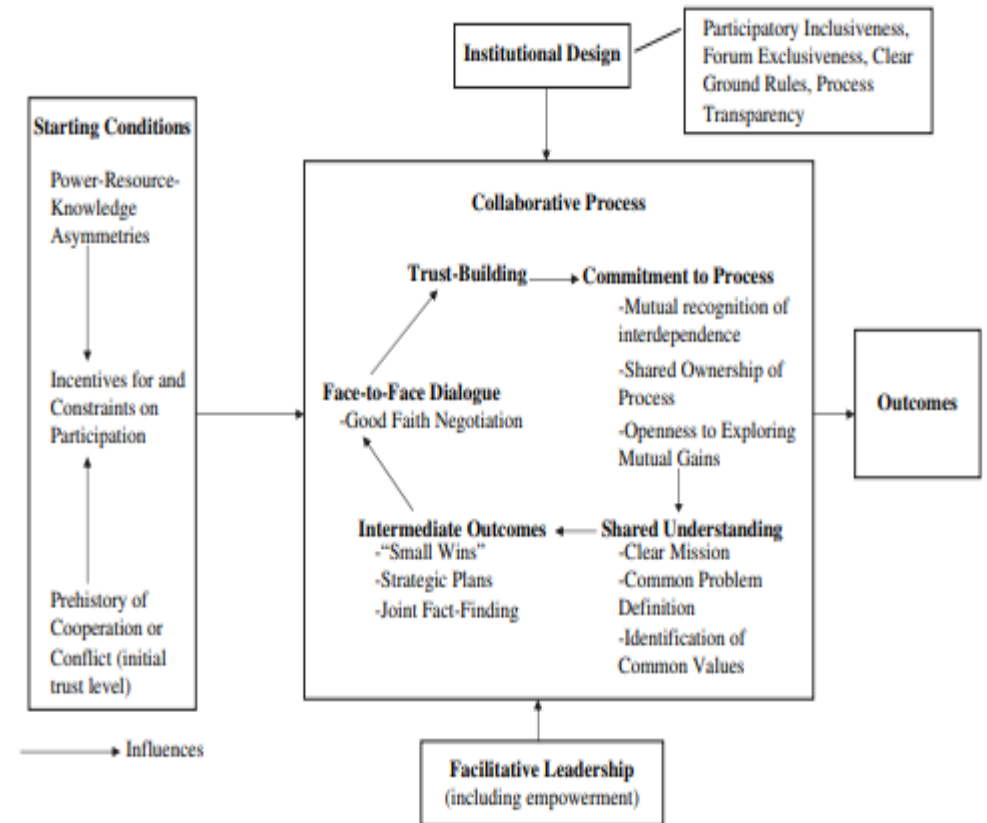 Institutional Design
Participatory Inclusiveness,
Forum Exclusiveness, Clear
Ground Rules, Process
Transparency
Starting Conditions
Power-Resource-
Knowledge
Asymmetries
Incentives for and
Constraints on
Participation
Prehistory of
Cooperation or
Conflict (initial
trust level)
Influences
Collaborative Process
Trust-Building
Commitment to Process
-Mutual recognition of
interdependence
-Shared Ownership of
Process
-Openness to Exploring
Mutual Gains
Face-to-Face Dialogue
-Good Faith Negotiation
Intermediate Outcomes
-“Small Wins”
-Strategic Plans
-Joint Fact-Finding
Shared Understanding
-Clear Mission
-Common Problem
Definition
-Identification of
Common Values
Outcomes
Facilitative Leadership
(including empowerment)